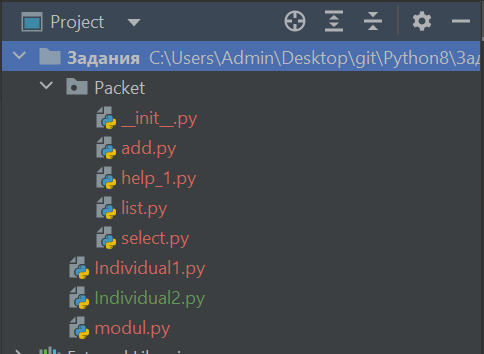 Project
Задания C:\Users\Admin\Desktop\git\Python8\Зад
Packet
__init__.py
add.py
help_1.py
list.py
select.py
Individual1.py
Individual2.py
modul.py